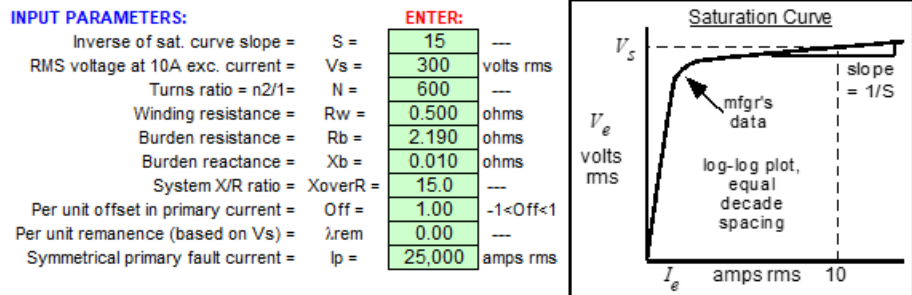 INPUT PARAMETERS: ENTER:
Inverse of sat. curve slope = S = 15 ---
RMS voltage at 10A exc. current = Vs = 300 volts rms
Turns ratio = n2/1= N = 600 ---
Winding resistance = Rw = 0.500 ohms
Burden resistance = Rb = 2.190 ohms
Burden reactance = Xb = 0.010 ohms
System X/R ratio = XoverR = 15.0 ---
Per unit offset in primary current = Off = 1.00 -1<Off<1
Per unit remanence (based on Vs) = λrem 0.00 ---
Symmetrical primary fault current = Ip = 25,000 amps rms
Saturation Curve
Vs
slope
= 1/S
mfgr's
data
Ve
volts
rms
log-log plot,
equal
decade
spacing
Ie amps rms 10